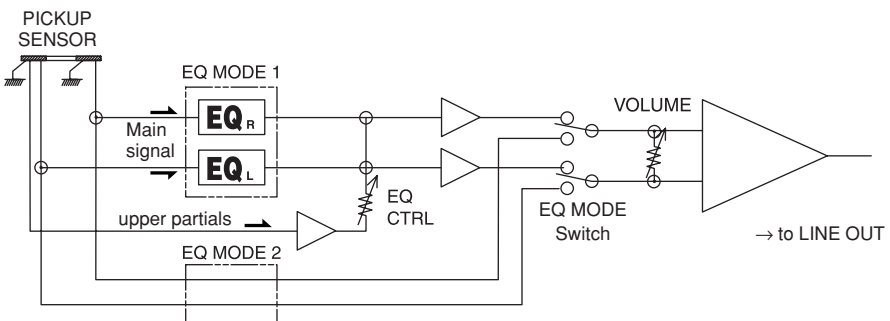 PICKUP
SENSOR
EQ MODE 1
EQ R
Main
signal
EQ L
EQ
CTRL
upper partials
EQ MODE 2
VOLUME
EQ MODE
Switch
→ to LINE OUT